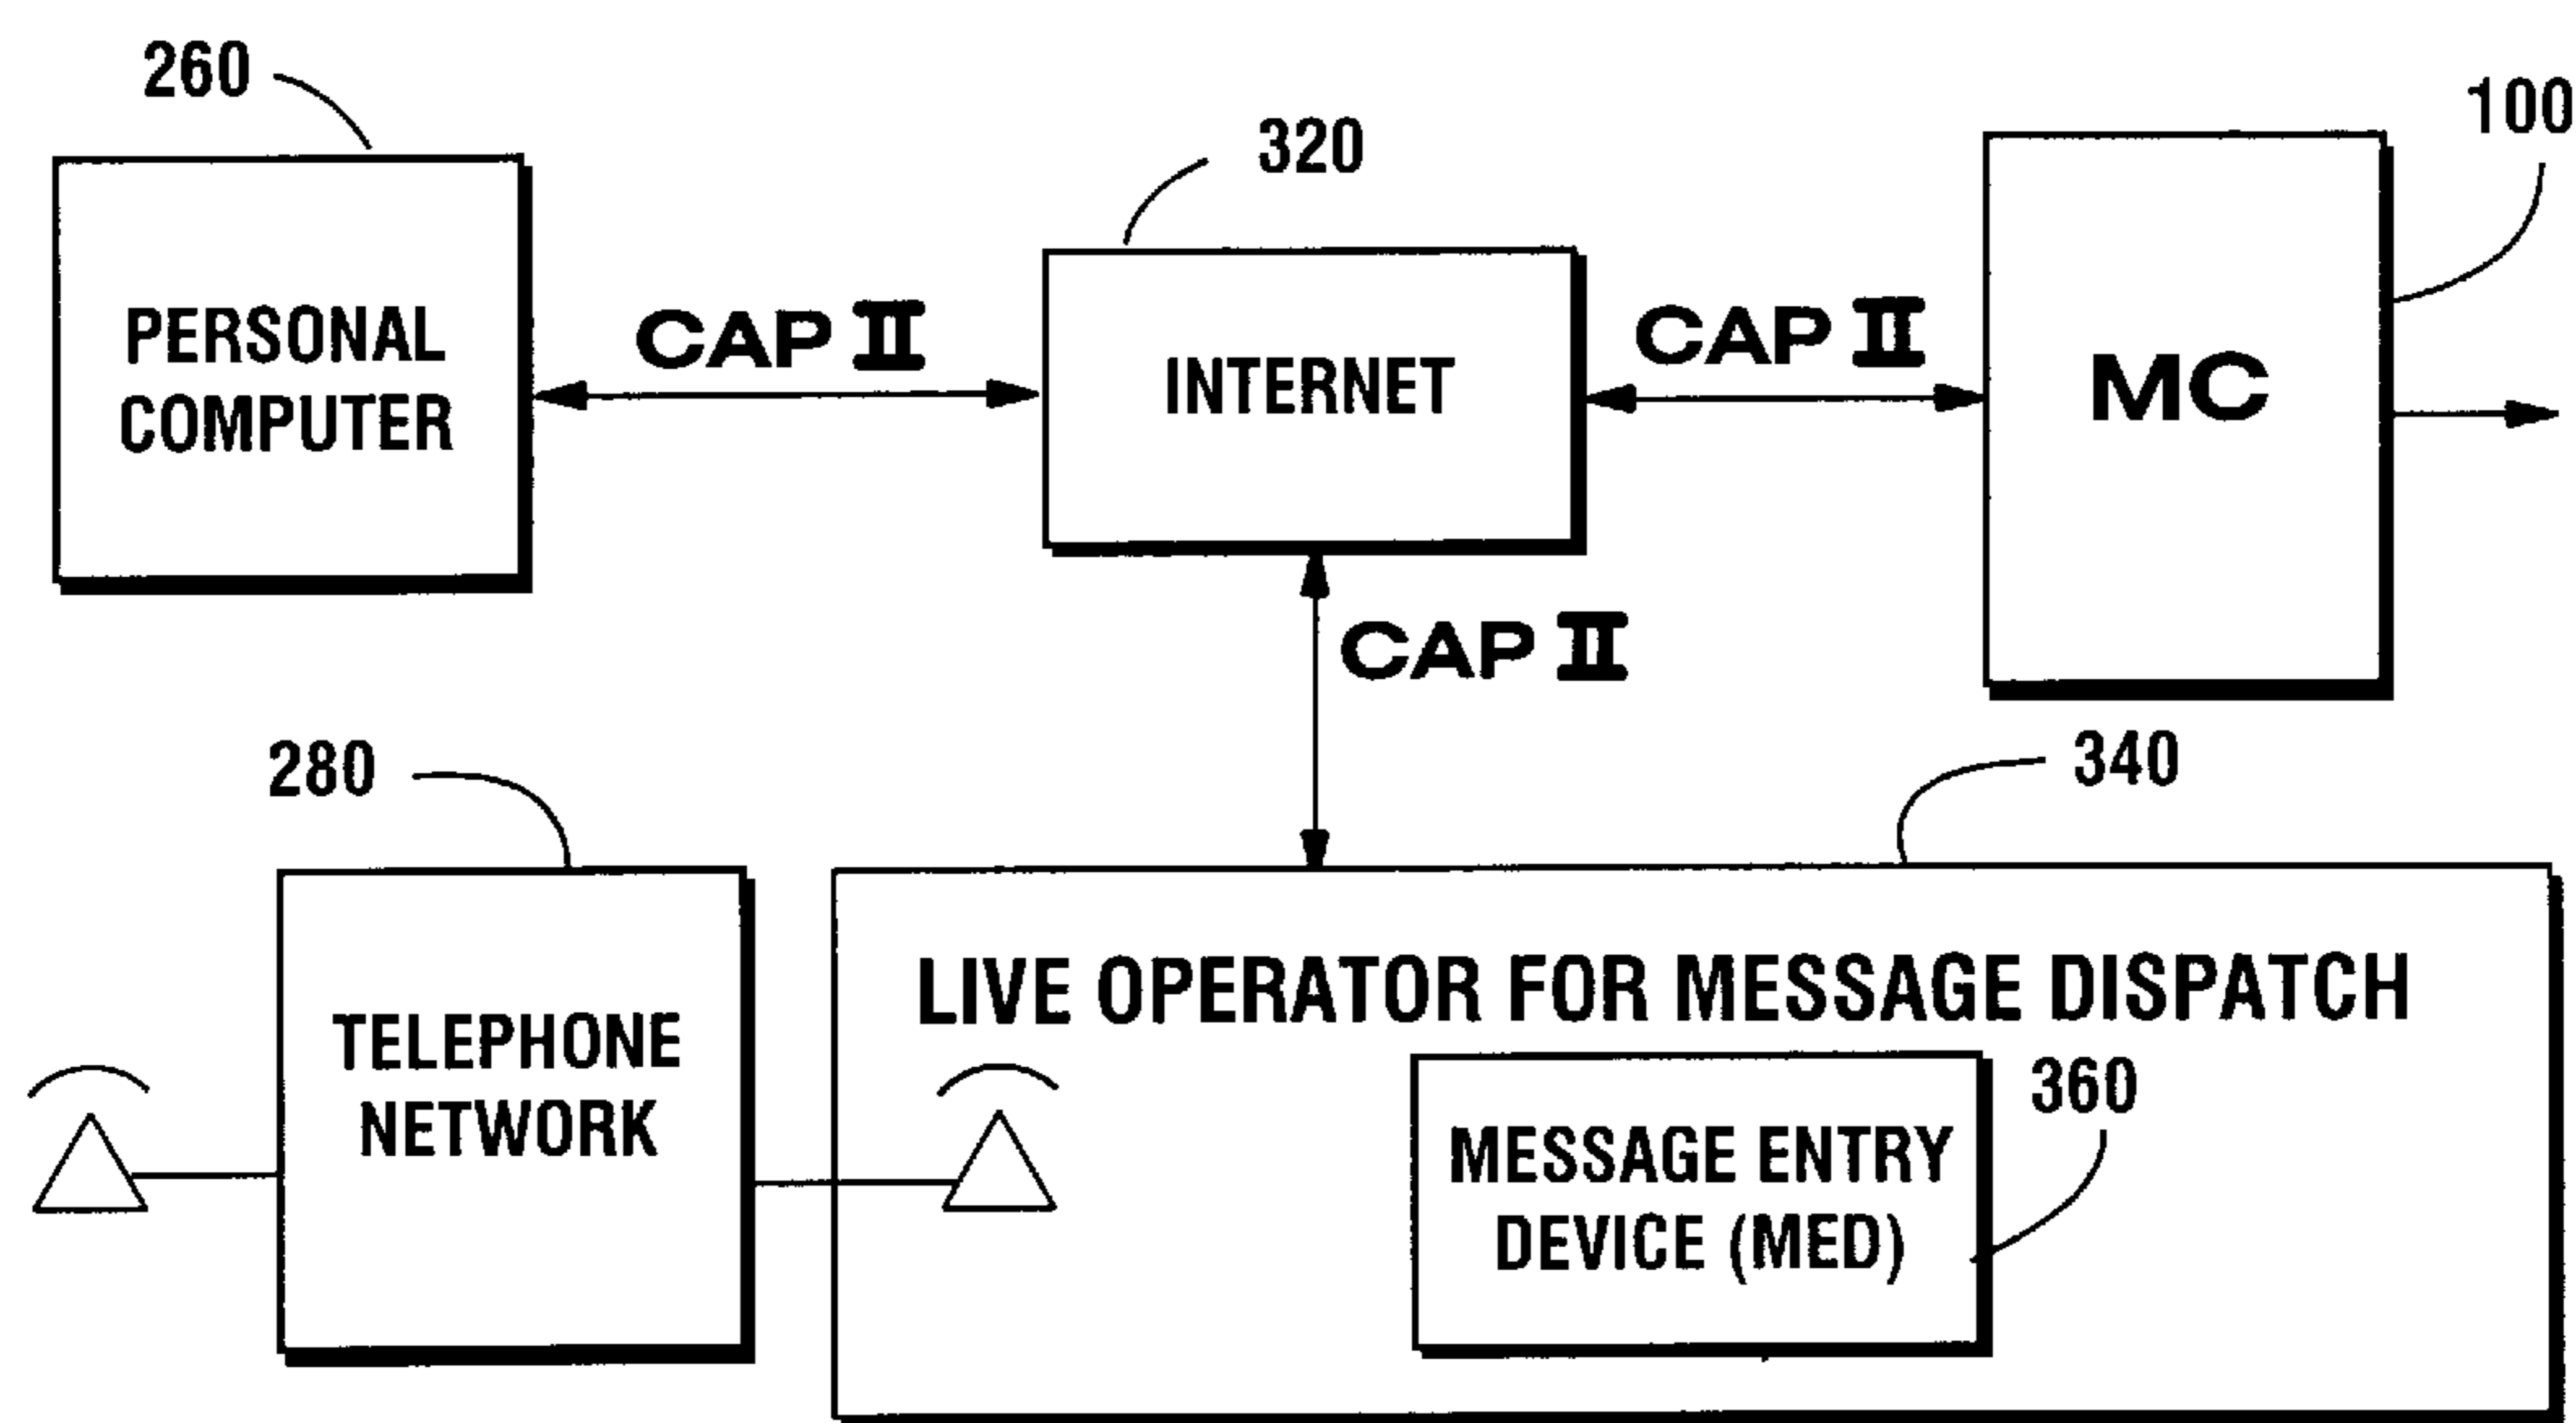 260
320
100
PERSONAL
COMPUTER
CAP II
INTERNET
CAP II
MC
CAP II
280
340
TELEPHONE
NETWORK
LIVE OPERATOR FOR MESSAGE DISPATCH
360
MESSAGE ENTRY
DEVICE (MED)